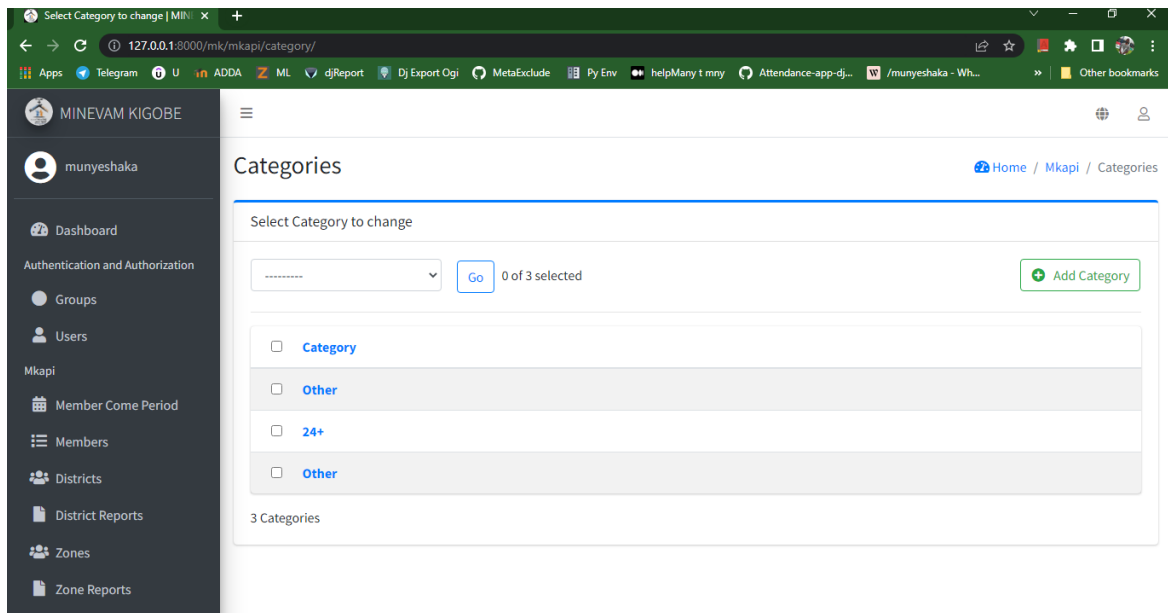 Select Category to change | MINE
127.0.0.1:8000/mk/mkapi/category/
Apps Telegram U ADDA ML djReport Dj Export Ogi MetaExclude Py Env helpMany t mny Attendance-app-dj... /munyeshaka - Wh... » Other bookmarks
MINEVAM KIGOBE
munyeshaka
Dashboard
Authentication and Authorization
Groups
Users
Mkapi
Member Come Period
Members
Districts
District Reports
Zones
Zone Reports
Categories
Home / Mkapi / Categories
Select Category to change
--------- Go 0 of 3 selected Add Category
Category
Other
24+
Other
3 Categories